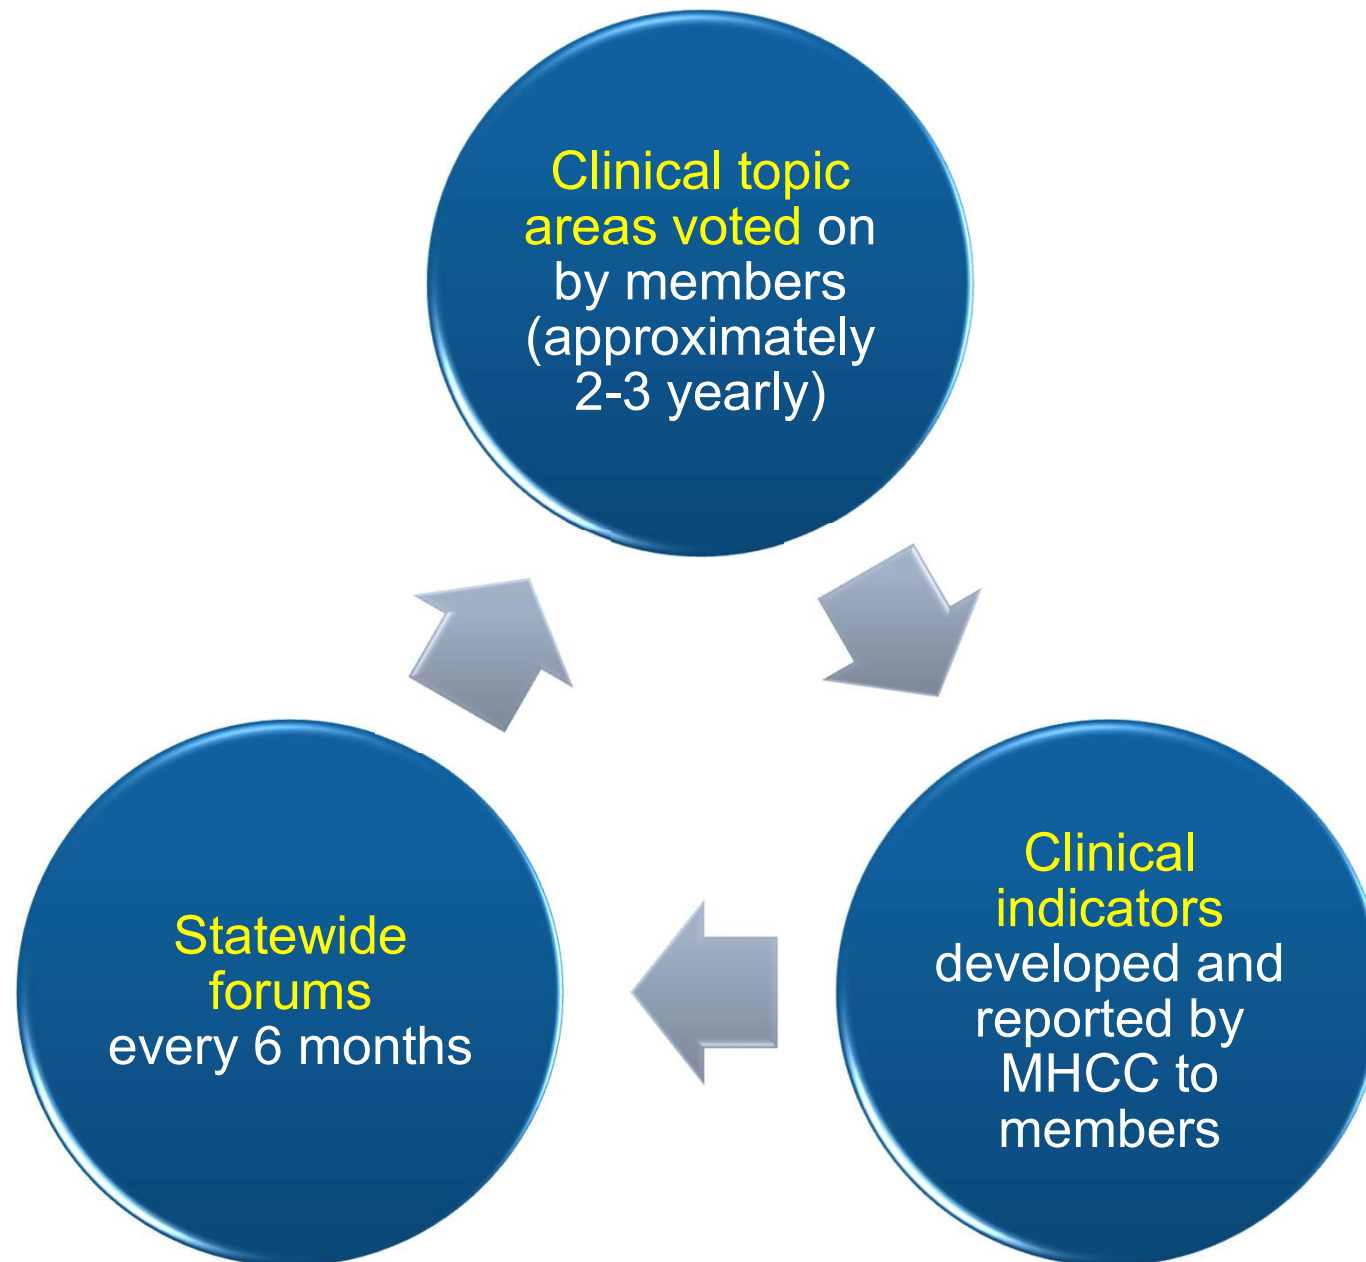 Clinical topic
areas voted on
by members
(approximately
2-3 yearly)
Clinical
indicators
developed and
reported by
MHCC to
members
Statewide
forums
every 6 months